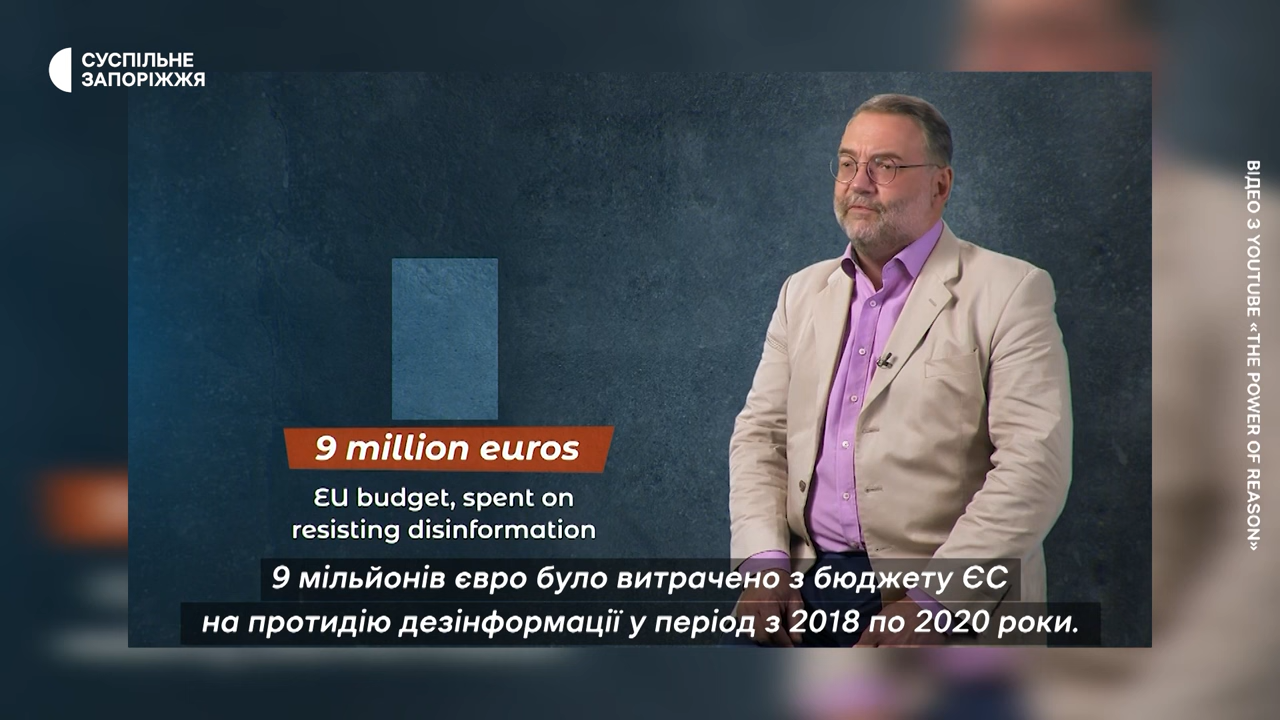 СУСПІЛЬНЕ
ЗАПОРІЖЖЯ
ВІДЕО З YOUTUBE «THE POWER OF REASON»
9 million euros
EU budget, spent on
resisting disinformation
9 мільйонів євро було витрачено з бюджету ЄС
на протидію дезінформації у період з 2018 по 2020 роки.